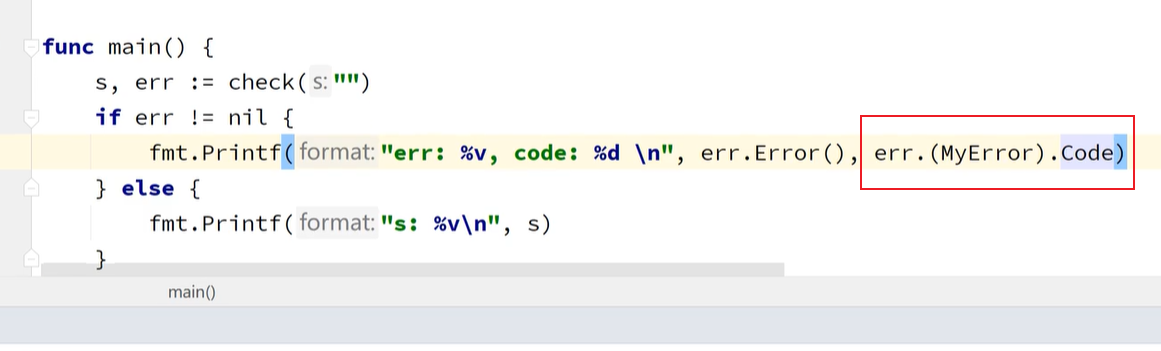 func main() {
s, err := check( s: "")
if err != nil {
fmt.Printf( format: "err: %v, code: %d \n", err.Error(), err.(MyError).Code)
} else {
fmt.Printf( format: "s: %v\n", s)
}
main()